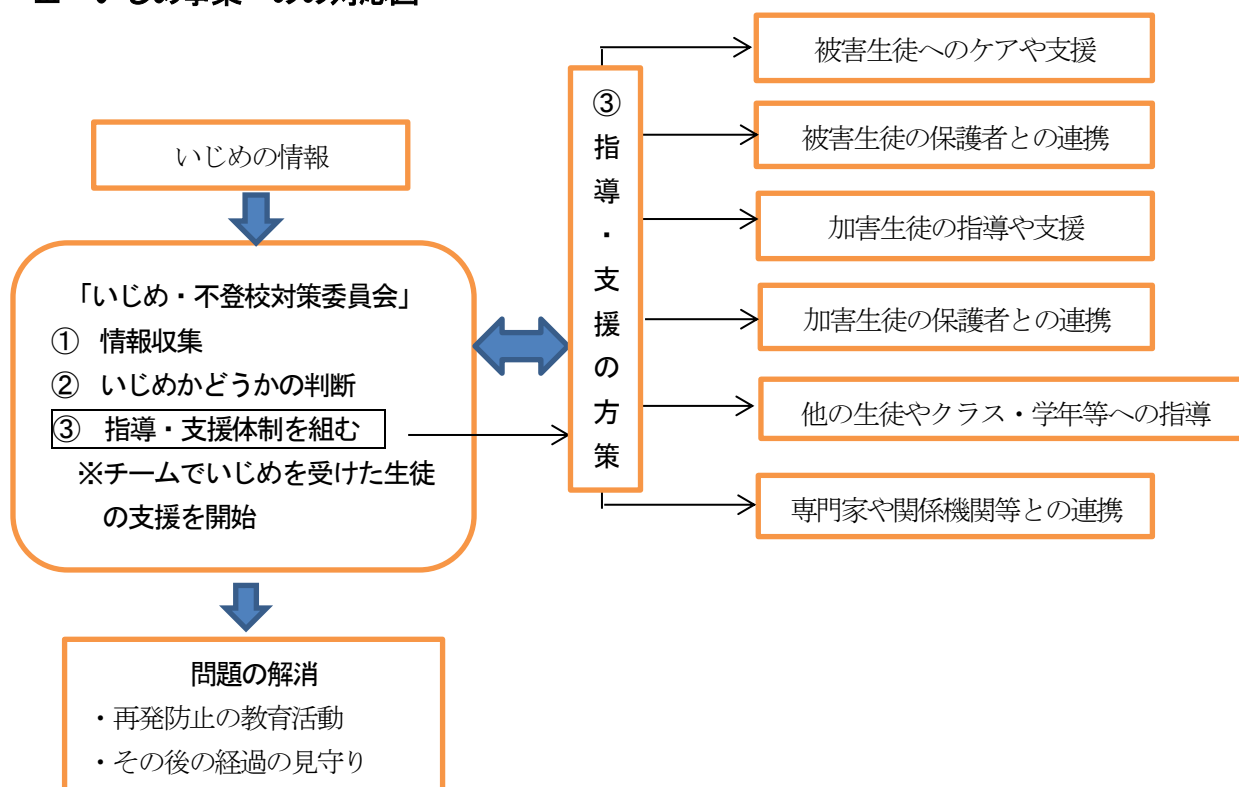 いじめの情報
「いじめ・不登校対策委員会」
① 情報収集
② いじめかどうかの判断
③ 指導・支援体制を組む
※チームでいじめを受けた生徒
の支援を開始
問題の解消
・再発防止の教育活動
・その後の経過の見守り
③指導・支援の方策
被害生徒へのケアや支援
被害生徒の保護者との連携
加害生徒の指導や支援
加害生徒の保護者との連携
他の生徒やクラス・学年等への指導
専門家や関係機関等との連携